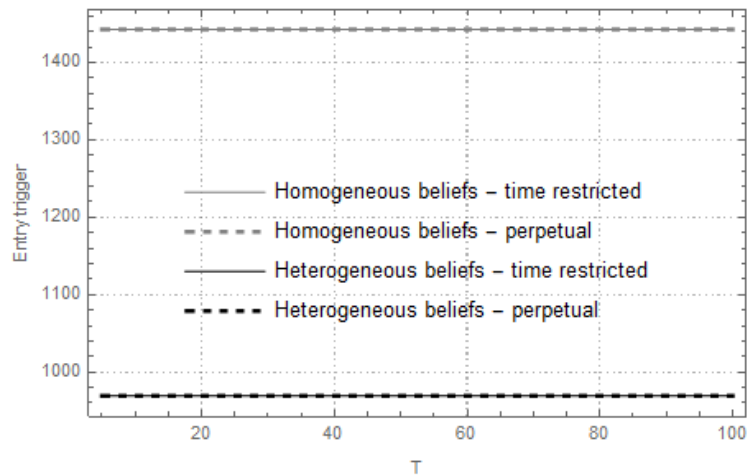 1400
1300
1200
1100
1000
Entry trigger
Homogeneous beliefs – time restricted
Homogeneous beliefs – perpetual
Heterogeneous beliefs – time restricted
Heterogeneous beliefs – perpetual
20 40 60 80 100
T